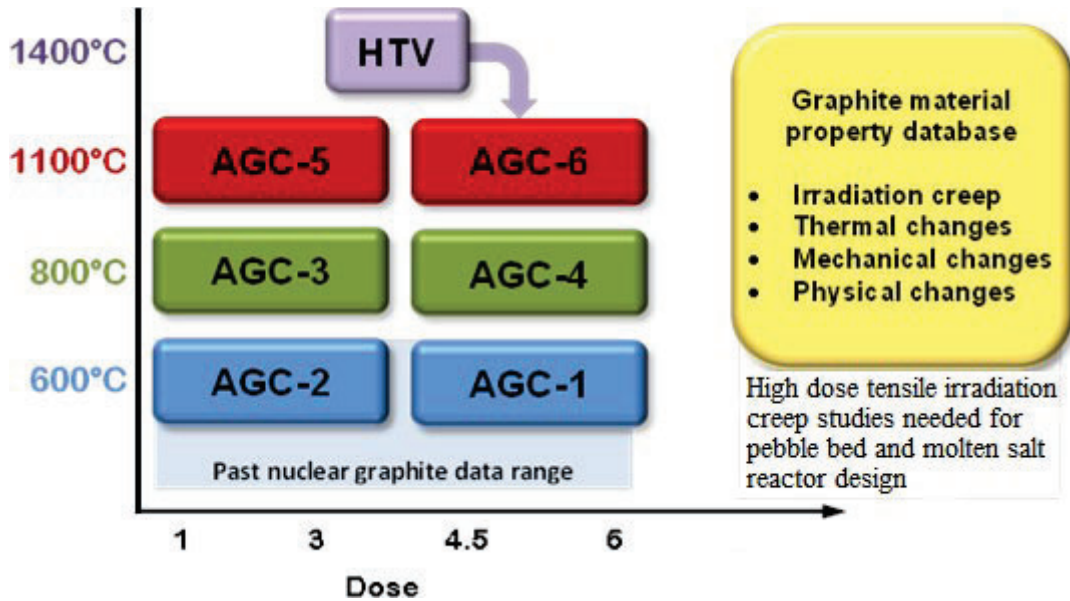 1400°C
HTV
1100°C
AGC-5
AGC-6
800°C
AGC-3
AGC-4
600°C
AGC-2
AGC-1
Past nuclear graphite data range
1
3
4.5
6
Dose
Graphite material
property database
• Irradiation creep
• Thermal changes
• Mechanical changes
• Physical changes
High dose tensile irradiation
creep studies needed for
pebble bed and molten salt
reactor design